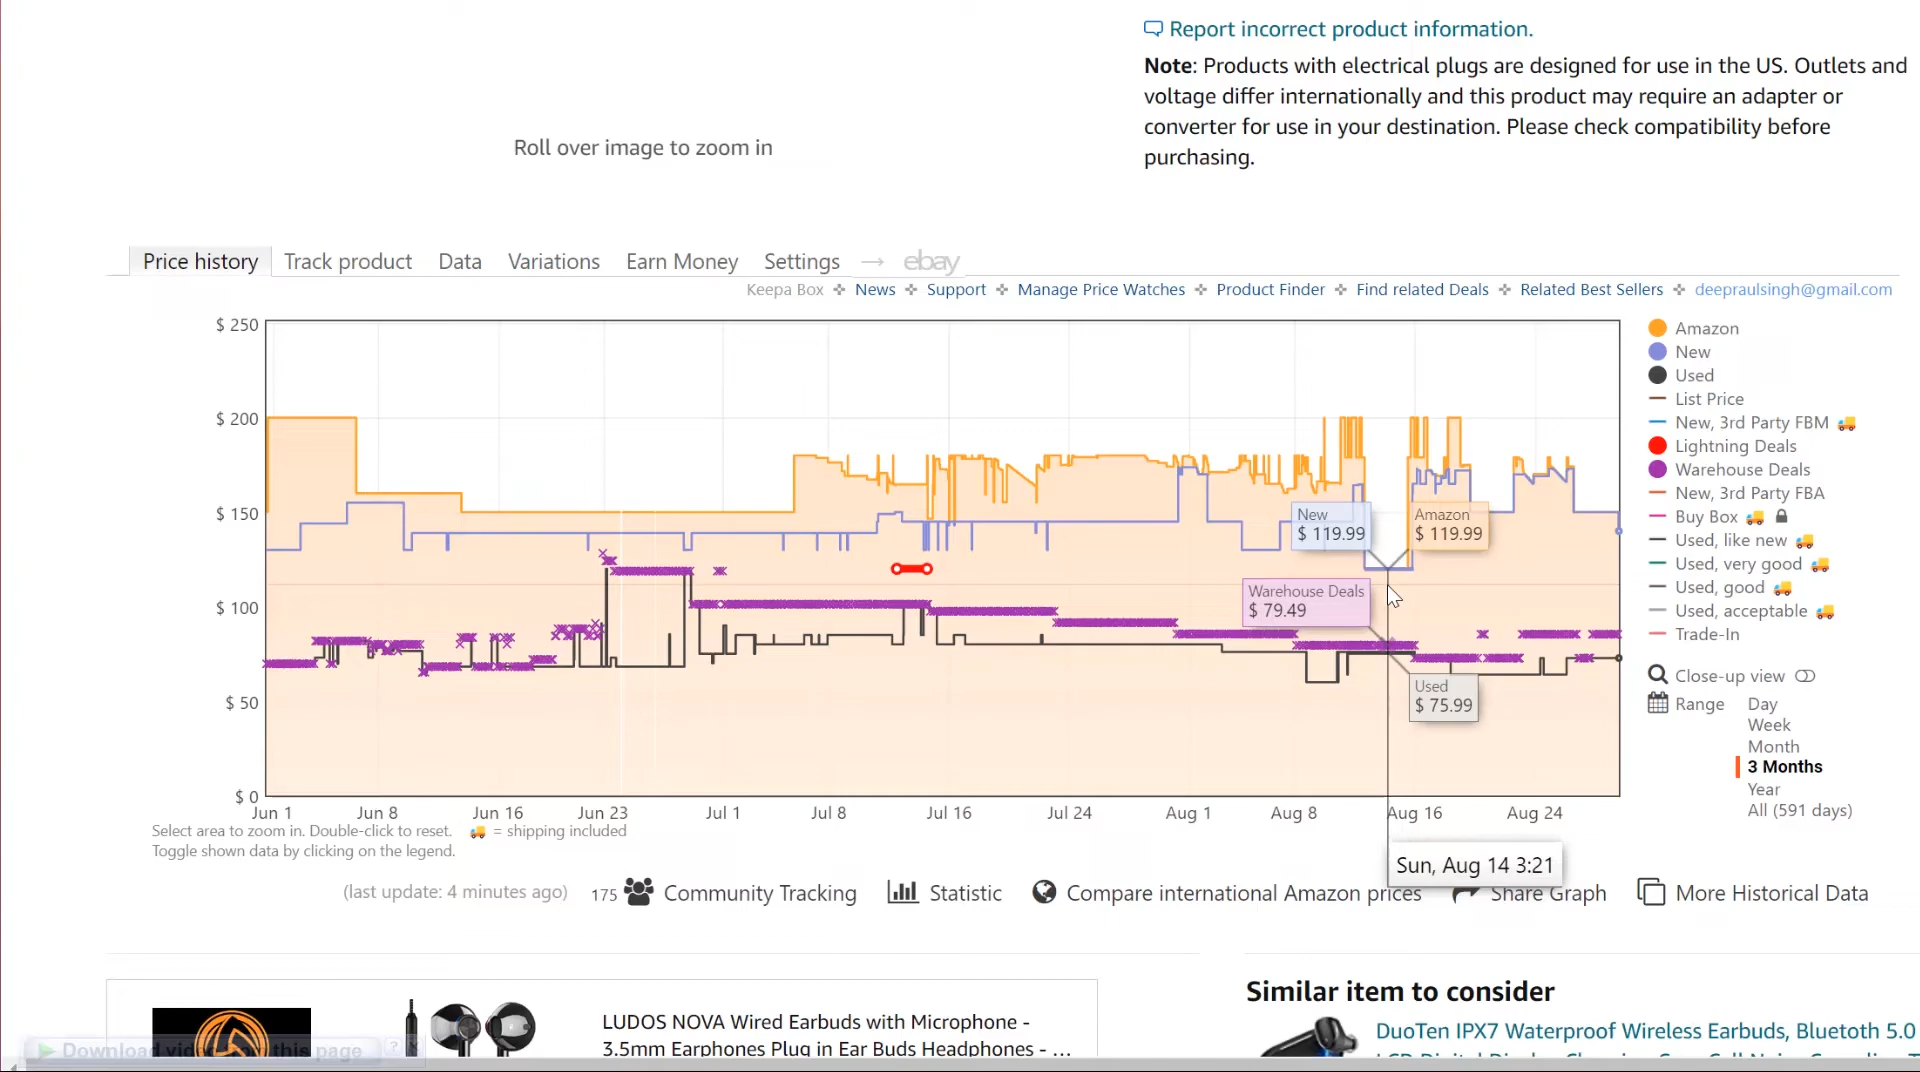 Report incorrect product information.
Note: Products with electrical plugs are designed for use in the US. Outlets and
voltage differ internationally and this product may require an adapter or
converter for use in your destination. Please check compatibility before
purchasing.
Roll over image to zoom in
Price history Track product Data Variations Earn Money Settings → ebay
Keepa Box News Support Manage Price Watches Product Finder Find related Deals Related Best Sellers deepraulsingh@gmail.com
$ 250
$ 200
$ 150
$ 100
$ 50
$ 0
New
$ 119.99
Amazon
$ 119.99
Warehouse Deals
$ 79.49
Used
$ 75.99
Jun 1 Jun 8 Jun 16 Jun 23 Jul 1 Jul 8 Jul 16 Jul 24 Aug 1 Aug 8 Aug 16 Aug 24
Sun, Aug 14 3:21
Amazon
New
Used
List Price
New, 3rd Party FBM
Lightning Deals
Warehouse Deals
New, 3rd Party FBA
Buy Box
Used, like new
Used, very good
Used, good
Used, acceptable
Trade-In
Close-up view
Range
Day
Week
Month
3 Months
Year
All (591 days)
Select area to zoom in. Double-click to reset. = shipping included
Toggle shown data by clicking on the legend.
(last update: 4 minutes ago) 175 Community Tracking Statistic Compare international Amazon prices Share Graph More Historical Data
LUDOS NOVA Wired Earbuds with Microphone -
3.5mm Earphones Plug in Ear Buds Headphones - ...
Similar item to consider
DuoTen IPX7 Waterproof Wireless Earbuds, Bluetoth 5.0
Download video from this page ?